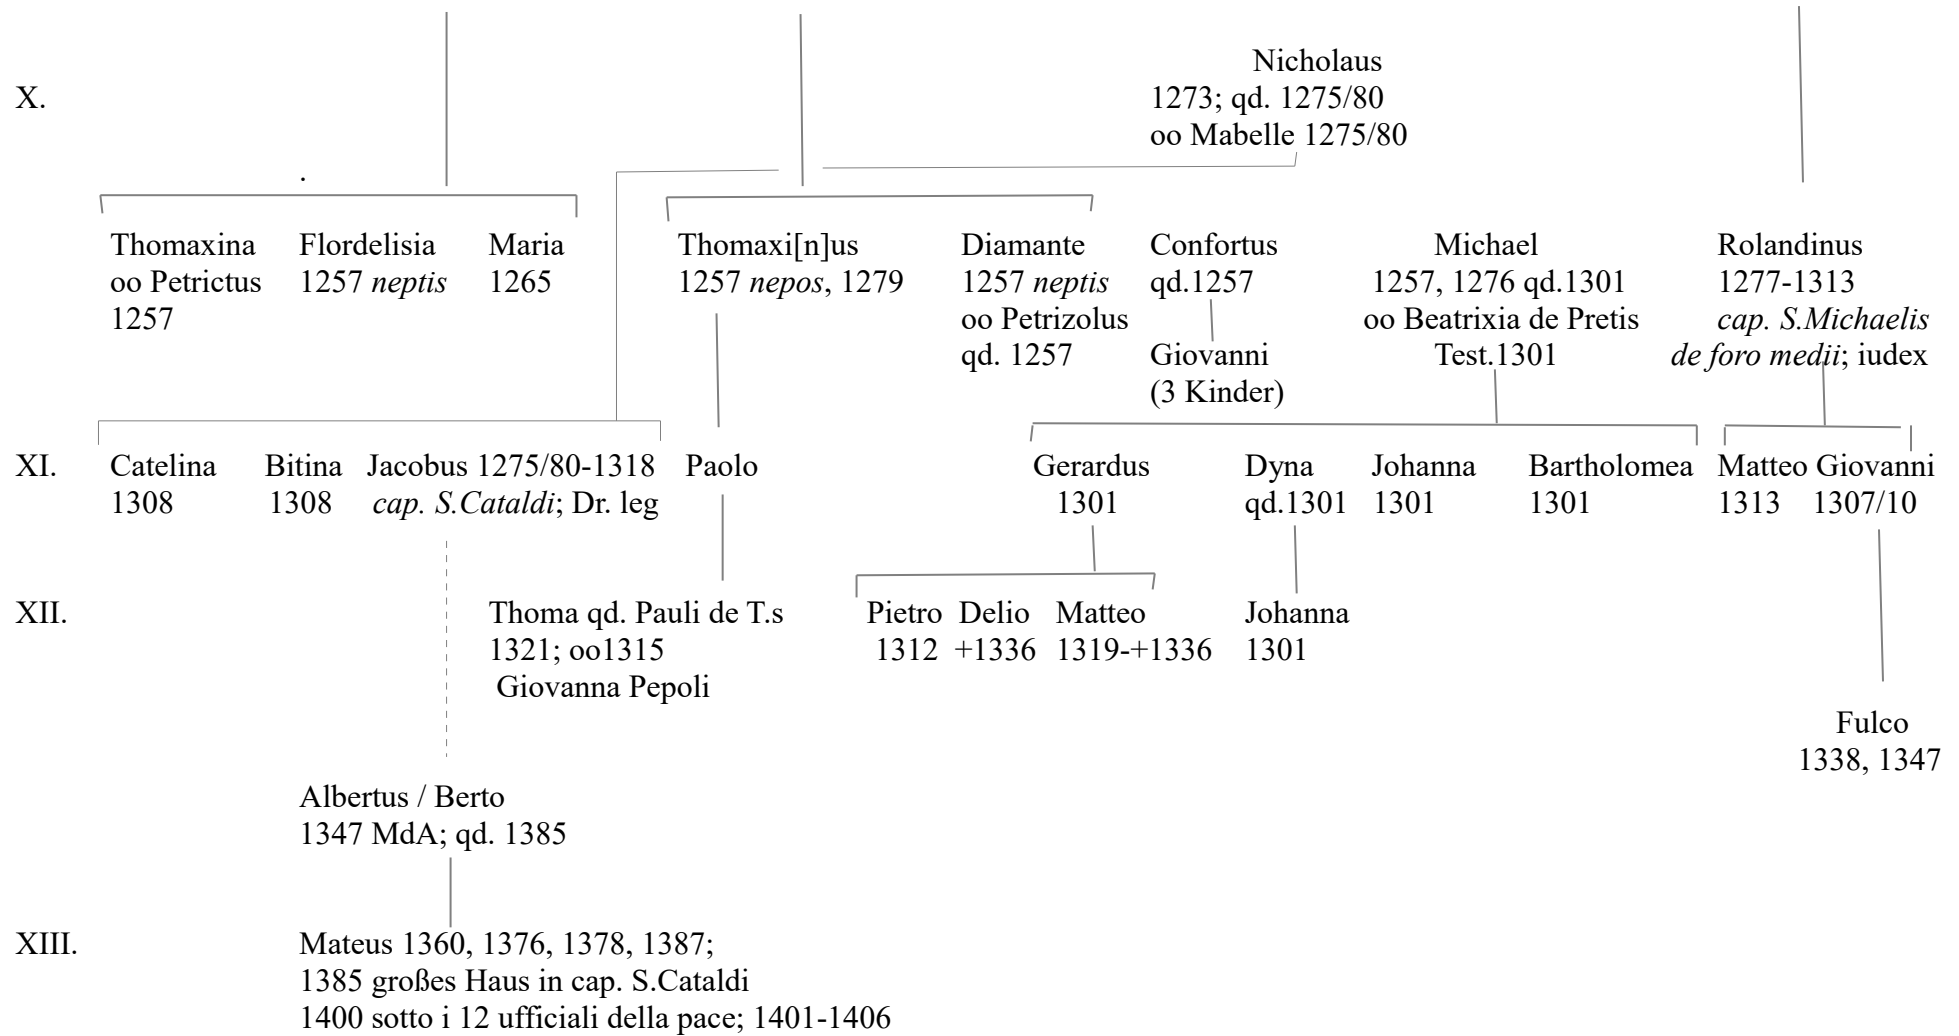 Nicholaus
X. 1273; qd. 1275/80
oo Mabelle 1275/80
.
Thomaxina Flordelisia Maria Thomaxi[n]us Diamante Confortus Michael Rolandinus
oo Petrictus 1257 neptis 1265 1257 nepos, 1279 1257 neptis qd.1257 1257, 1276 qd.1301 1277-1313
1257 oo Petrizolus oo Beatrixia de Pretis cap. S.Michaelis
qd. 1257 Giovanni Test.1301 de foro medii; iudex
(3 Kinder)
XI. Catelina Bitina Jacobus 1275/80-1318 Paolo Gerardus Dyna Johanna Bartholomea Matteo Giovanni
1308 1308 cap. S.Cataldi; Dr. leg 1301 qd.1301 1301 1301 1313 1307/10
XII. Thoma qd. Pauli de T.s Pietro Delio Matteo Johanna
1321; oo1315 1312 +1336 1319-+1336 1301
Giovanna Pepoli
Fulco
1338, 1347
Albertus / Berto
1347 MdA; qd. 1385
XIII. Mateus 1360, 1376, 1378, 1387;
1385 großes Haus in cap. S.Cataldi
1400 sotto i 12 ufficiali della pace; 1401-1406